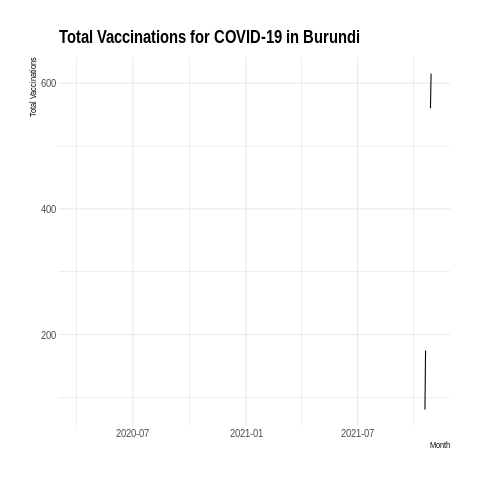 Total Vaccinations for COVID-19 in Burundi
Total Vaccinations
600
400
200
2020-07
2021-01
2021-07
Month